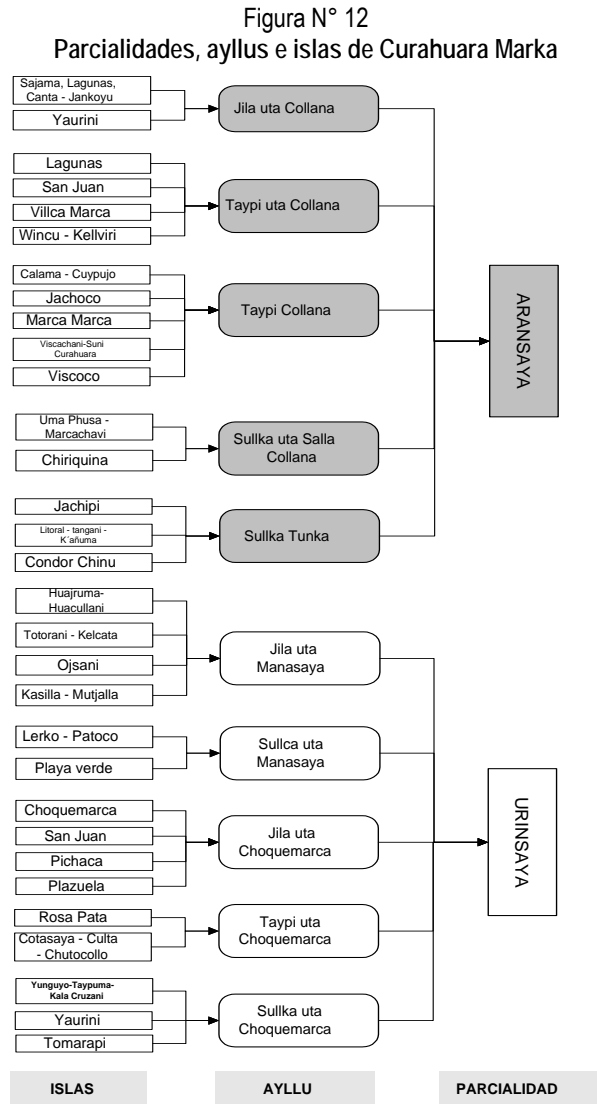 Figura N° 12
Parcialidades, ayllus e islas de Curahuara Marka
Sajama, Lagunas,
Canta - Jankoyu
Yaurini
Jila uta Collana
Lagunas
San Juan
Villca Marca
Wincu - Kellviri
Taypi uta Collana
Calama - Cuypujo
Jachoco
Marca Marca
Viscachani-Suni
Curahuara
Viscoco
Taypi Collana
Uma Phusa -
Marcachavi
Chiriquina
Sullka uta Salla
Collana
Jachipi
Litoral - tangani -
K´añuma
Condor Chinu
Sullka Tunka
ARANSAYA
Huajruma-
Huacullani
Totorani - Kelcata
Ojsani
Kasilla - Mutjalla
Jila uta
Manasaya
Lerko - Patoco
Playa verde
Sullca uta
Manasaya
Choquemarca
San Juan
Pichaca
Plazuela
Jila uta
Choquemarca
Rosa Pata
Cotasaya - Culta
- Chutocollo
Taypi uta
Choquemarca
Yunguyo-Taypuma-
Kala Cruzani
Yaurini
Tomarapi
Sullka uta
Choquemarca
URINSAYA
ISLAS
AYLLU
PARCIALIDAD